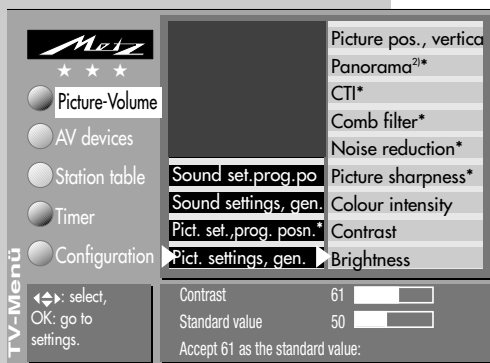 Metz
Picture-Volume
AV devices
Station table
Timer
Configuration
TV-Menü
Sound set.prog.po
Sound settings, gen.
Pict. set.,prog. posn.*
Pict. settings, gen.
Picture pos., vertica
Panorama2)*
CTI*
Comb filter*
Noise reduction*
Picture sharpness*
Colour intensity
Contrast
Brightness
: select,
OK: go to
settings.
Contrast 61
Standard value 50
Accept 61 as the standard value: